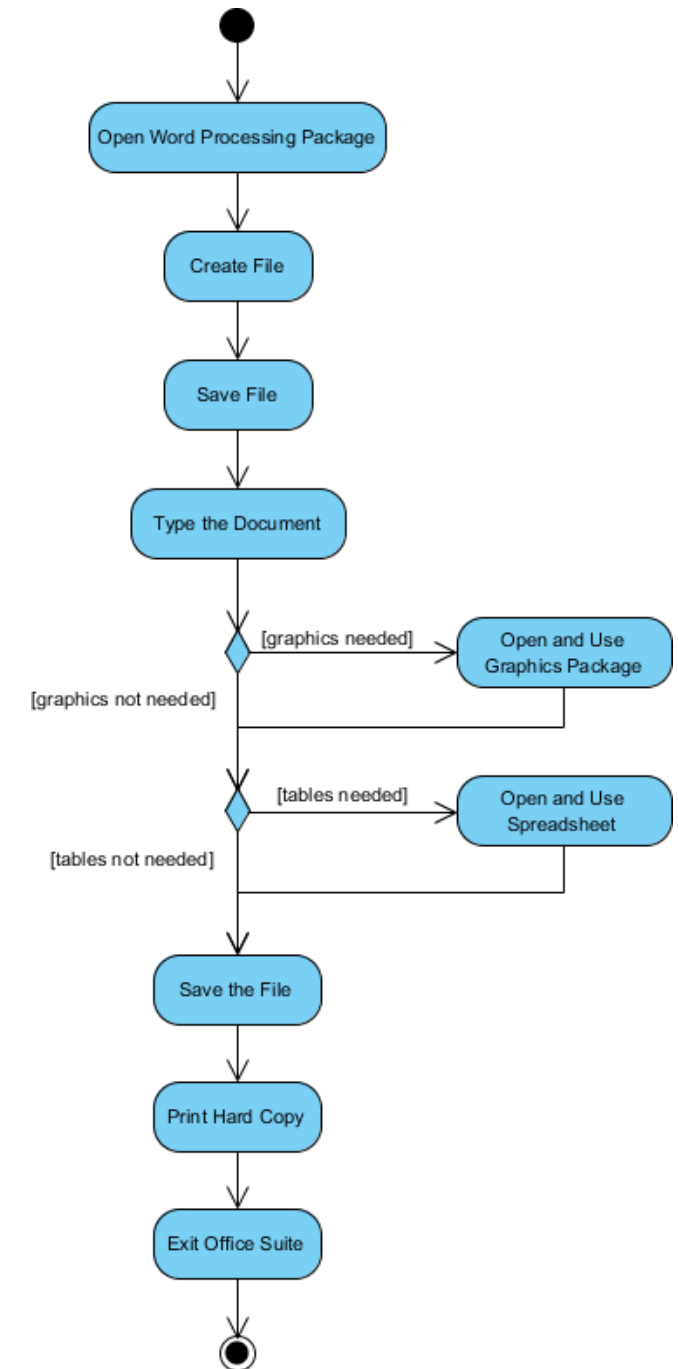 Open Word Processing Package
Create File
Save File
Type the Document
[graphics needed]
Open and Use
Graphics Package
[graphics not needed]
[tables needed]
Open and Use
Spreadsheet
[tables not needed]
Save the File
Print Hard Copy
Exit Office Suite